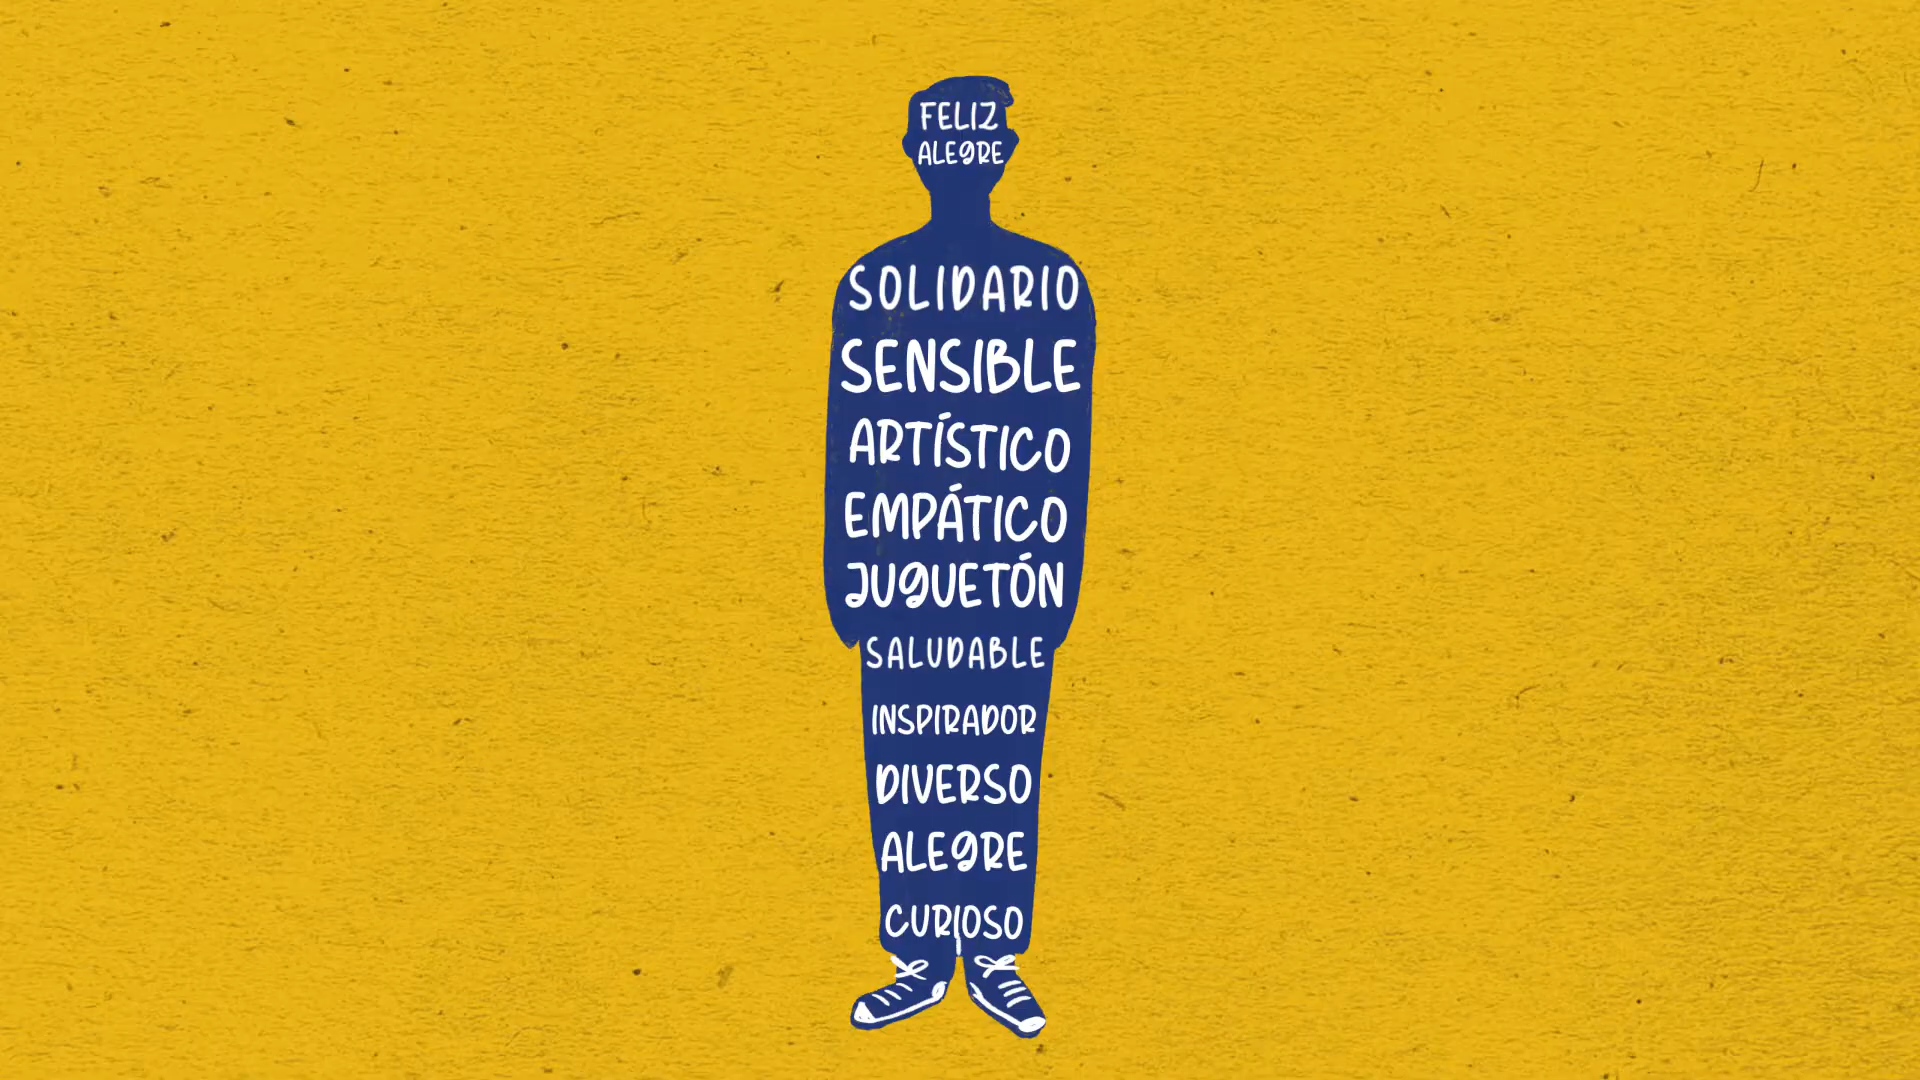 FELIZ
ALEGRE
SOLIDARIO
SENSIBLE
ARTÍSTICO
EMPÁTICO
JUGUETÓN
SALUDABLE
INSPIRADOR
DIVERSO
ALEGRE
CURIOSO